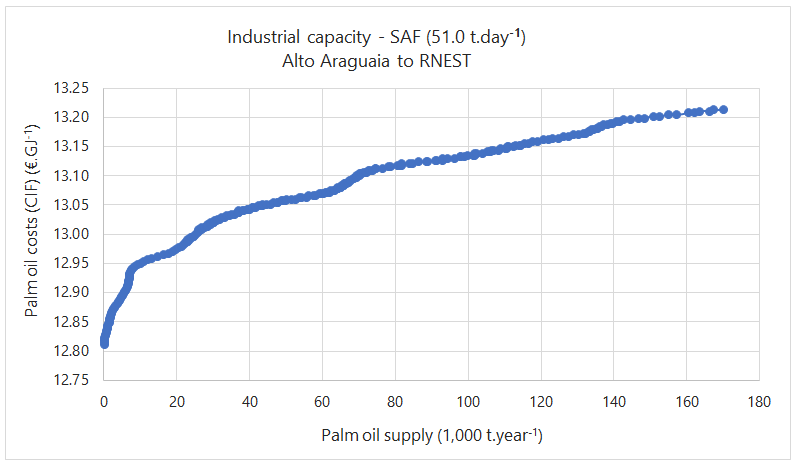 Industrial capacity - SAF (51.0 t.day⁻¹)
Alto Araguaia to RNEST
Palm oil costs (CIF) (€.GJ⁻¹)
13.25
13.20
13.15
13.10
13.05
13.00
12.95
12.90
12.85
12.80
12.75
0 20 40 60 80 100 120 140 160 180
Palm oil supply (1,000 t.year⁻¹)